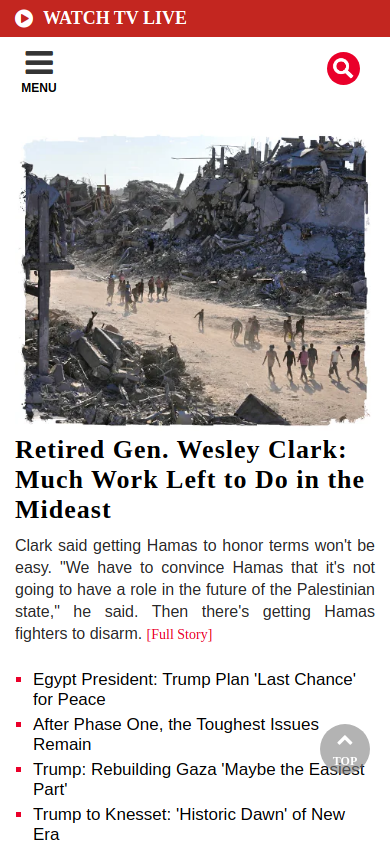 WATCH TV LIVE
MENU
Retired Gen. Wesley Clark:
Much Work Left to Do in the
Mideast
Clark said getting Hamas to honor terms won't be
easy. "We have to convince Hamas that it's not
going to have a role in the future of the Palestinian
state," he said. Then there's getting Hamas
fighters to disarm. [Full Story]
Egypt President: Trump Plan 'Last Chance'
for Peace
After Phase One, the Toughest Issues
Remain
Trump: Rebuilding Gaza 'Maybe the Easiest
Part'
TOP
Trump to Knesset: 'Historic Dawn' of New
Era